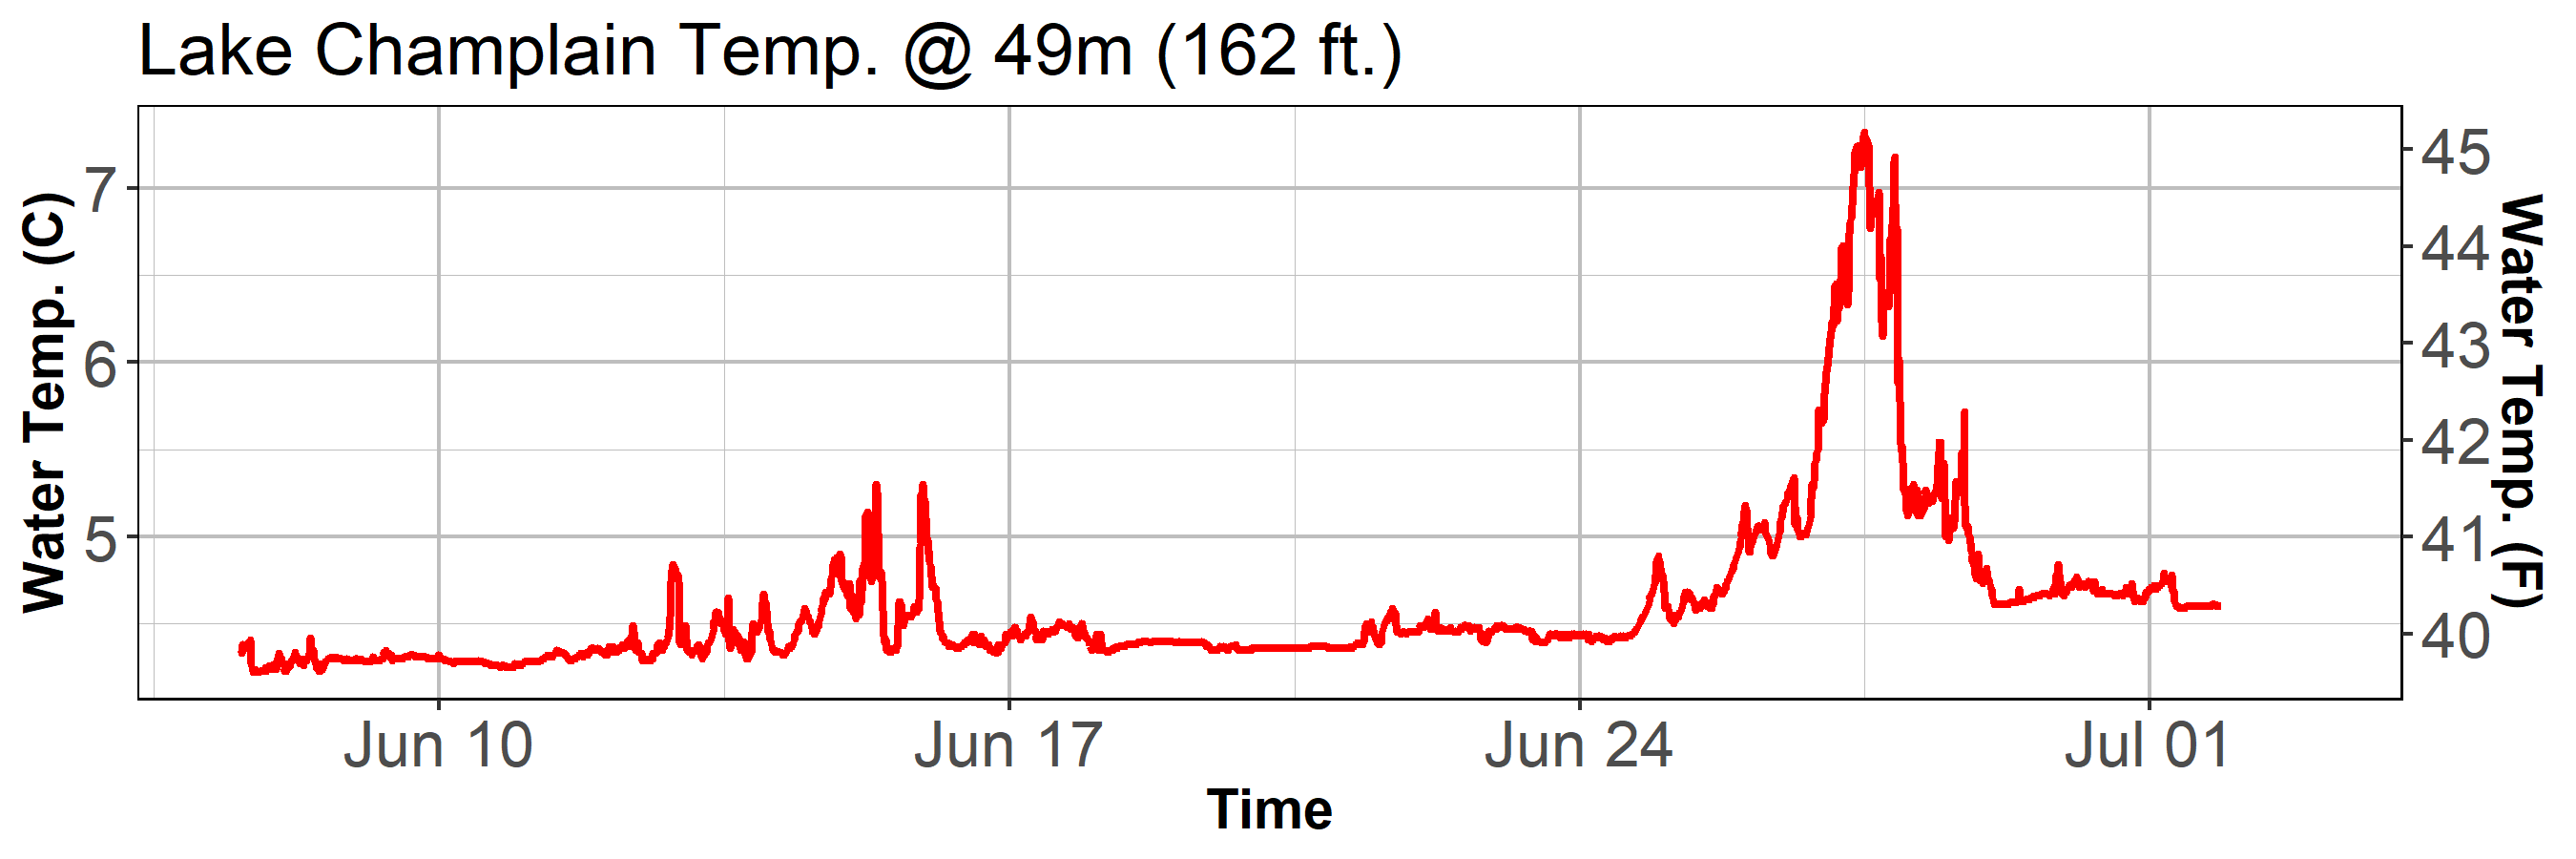 Lake Champlain Temp. @ 49m (162 ft.)
Water Temp. (C)
7
6
5
45
44
43
42
41
40
Water Temp. (F)
Jun 10
Jun 17
Jun 24
Jul 01
Time